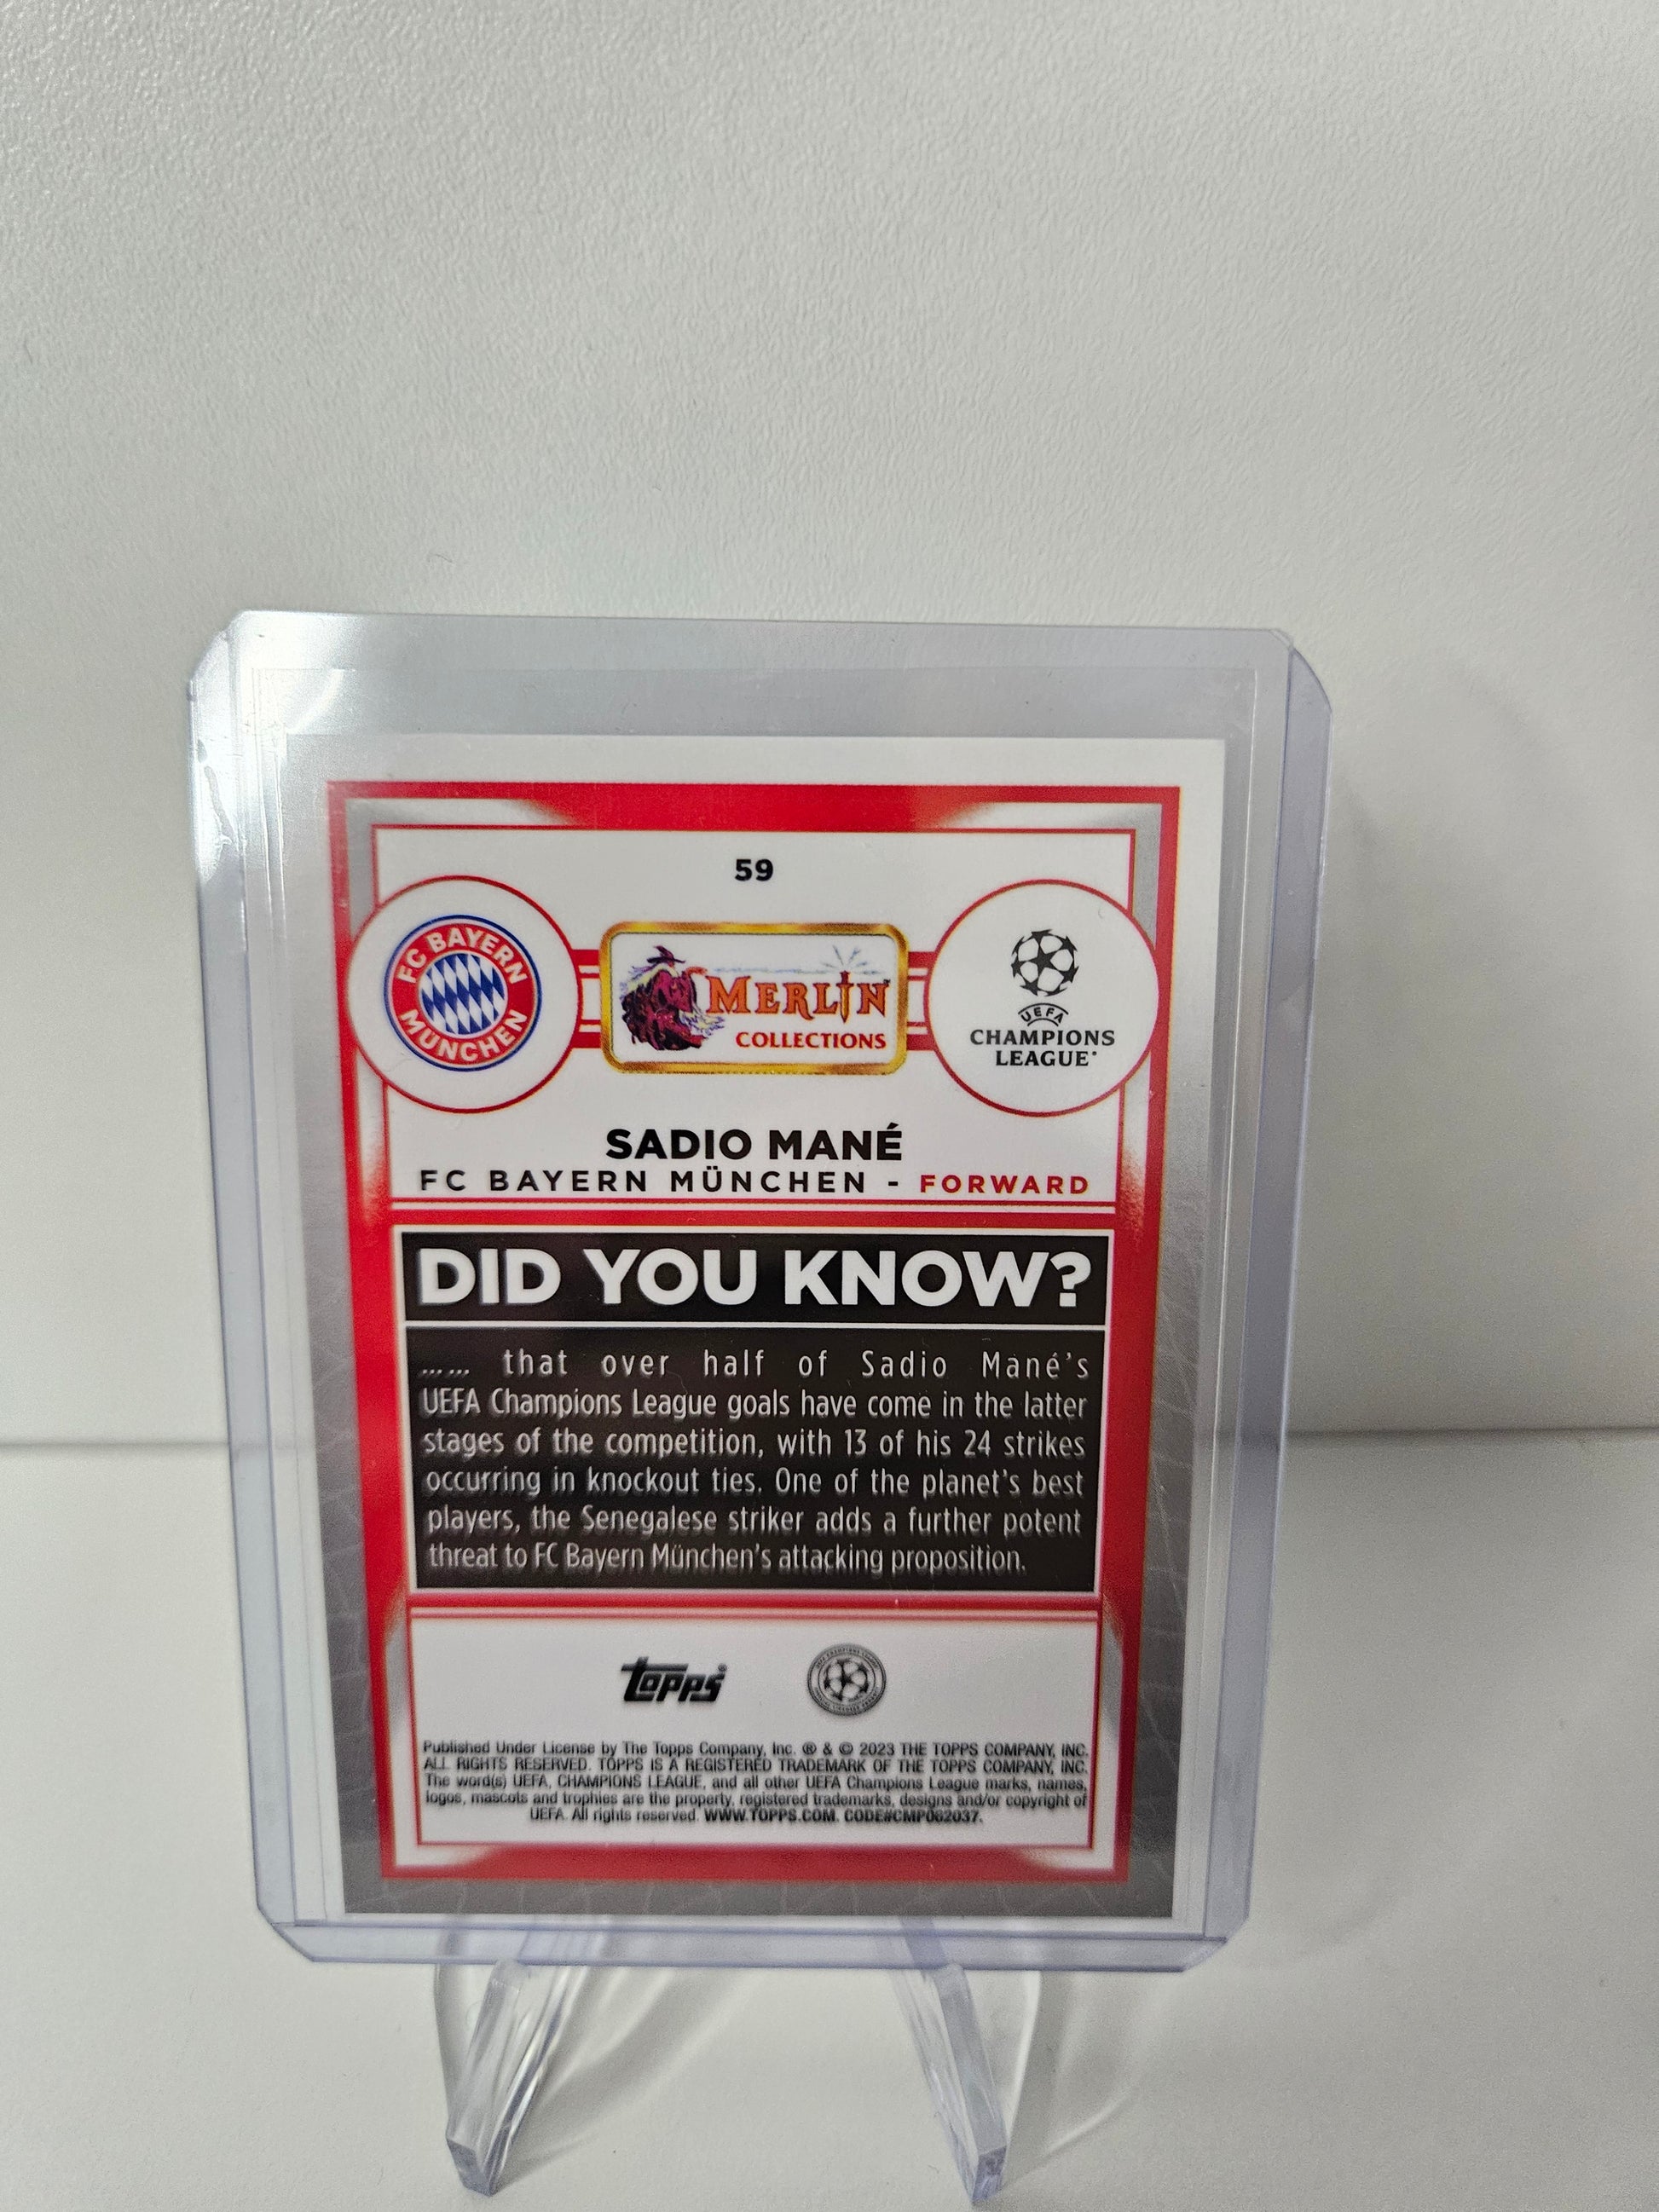 59
FC BAYERN
MÜNCHEN
MERLIN™
COLLECTIONS
UEFA
CHAMPIONS
LEAGUE®
SADIO MANÉ
FC BAYERN MÜNCHEN - FORWARD
DID YOU KNOW?
...... that over half of Sadio Mané's
UEFA Champions League goals have come in the latter
stages of the competition, with 13 of his 24 strikes
occurring in knockout ties. One of the planet's best
players, the Senegalese striker adds a further potent
threat to FC Bayern München's attacking proposition.
topps®
Published Under License by The Topps Company, Inc. ® & © 2023 THE TOPPS COMPANY, INC.
ALL RIGHTS RESERVED. TOPPS IS A REGISTERED TRADEMARK OF THE TOPPS COMPANY, INC.
The word(s) UEFA, CHAMPIONS LEAGUE, and all other UEFA Champions League marks, names,
logos, mascots and trophies are the property, registered trademarks, designs and/or copyright of
UEFA. All rights reserved. WWW.TOPPS.COM. CODE#CMP062037.